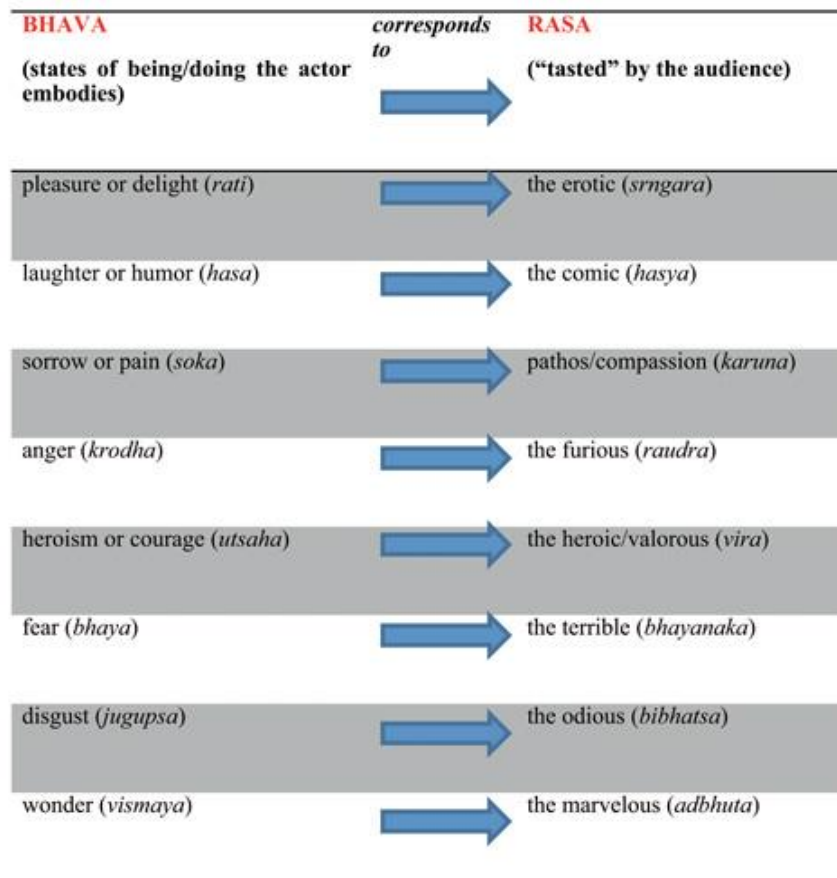 BHAVA corresponds to RASA
(states of being/doing the actor embodies) ("tasted" by the audience)
pleasure or delight (rati) the erotic (srngara)
laughter or humor (hasa) the comic (hasya)
sorrow or pain (soka) pathos/compassion (karuna)
anger (krodha) the furious (raudra)
heroism or courage (utsaha) the heroic/valorous (vira)
fear (bhaya) the terrible (bhayanaka)
disgust (jugupsa) the odious (bibhatsa)
wonder (vismaya) the marvelous (adbhuta)